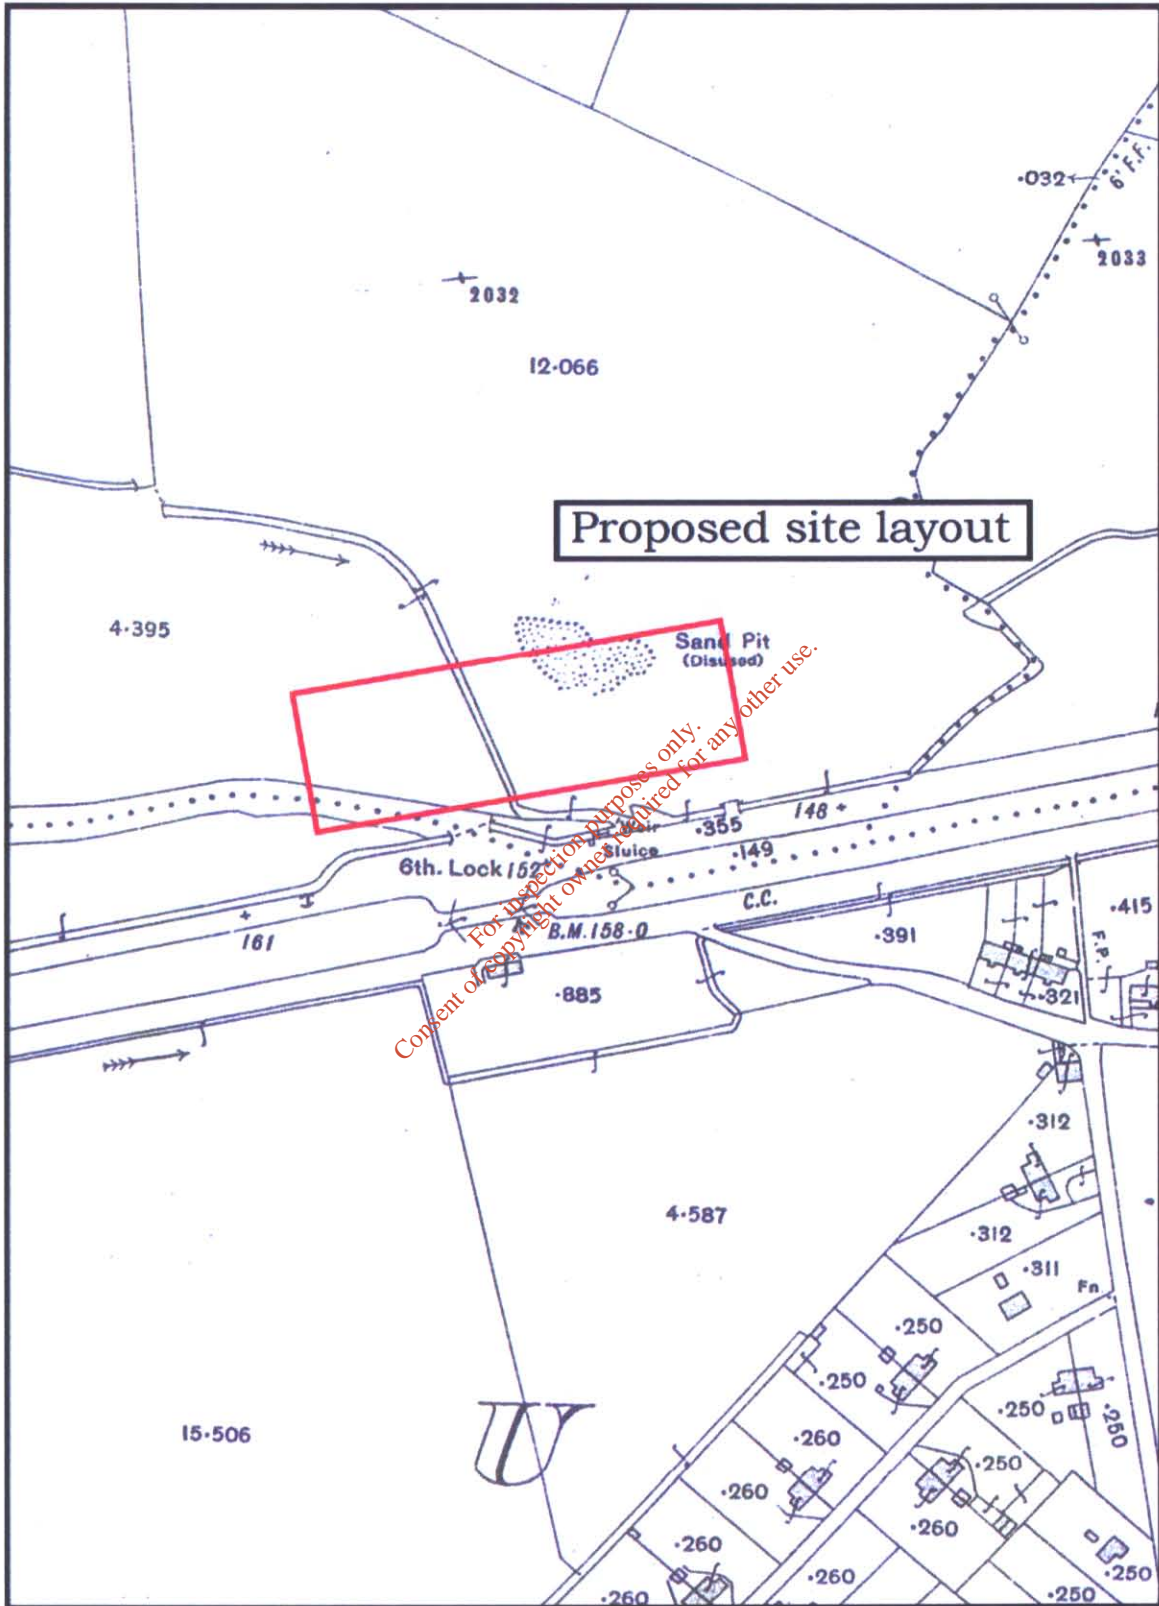 ·032
6' F.F.
2033
2032
12·066
Proposed site layout
4·395
Sand Pit
(Disused)
148
·355
Weir
Sluice
·149
6th. Lock 152
C.C.
161
B.M. 158·0
·391
F.P.
·415
·885
·321
For inspection purposes only.
Consent of copyright owner required for any other use.
·312
4·587
·312
·311
Fn.
·250
·250
·250
·250
15·506
·260
·250
·260
·260
·260
·250
·260
·260
·250
U